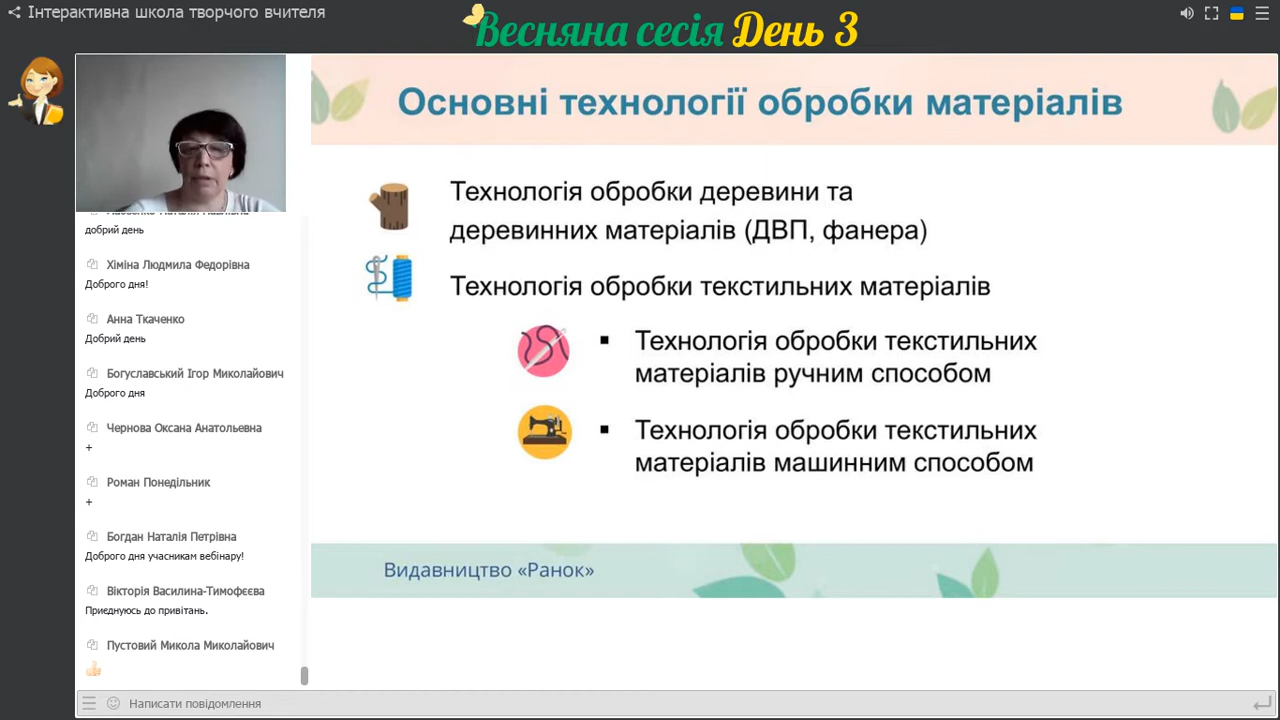 Інтерактивна школа творчого вчителя
Весняна сесія День 3
добрий день
Хіміна Людмила Федорівна
Доброго дня!
Анна Ткаченко
Добрий день
Богуславський Ігор Миколайович
Доброго дня
Чернова Оксана Анатольевна
+
Роман Понедільник
+
Богдан Наталія Петрівна
Доброго дня учасникам вебінару!
Вікторія Василина-Тимофєєва
Приєднуюсь до привітань.
Пустовий Микола Миколайович
Написати повідомлення
Основні технології обробки матеріалів
Технологія обробки деревини та
деревинних матеріалів (ДВП, фанера)
Технологія обробки текстильних матеріалів
▪ Технологія обробки текстильних
матеріалів ручним способом
▪ Технологія обробки текстильних
матеріалів машинним способом
Видавництво «Ранок»